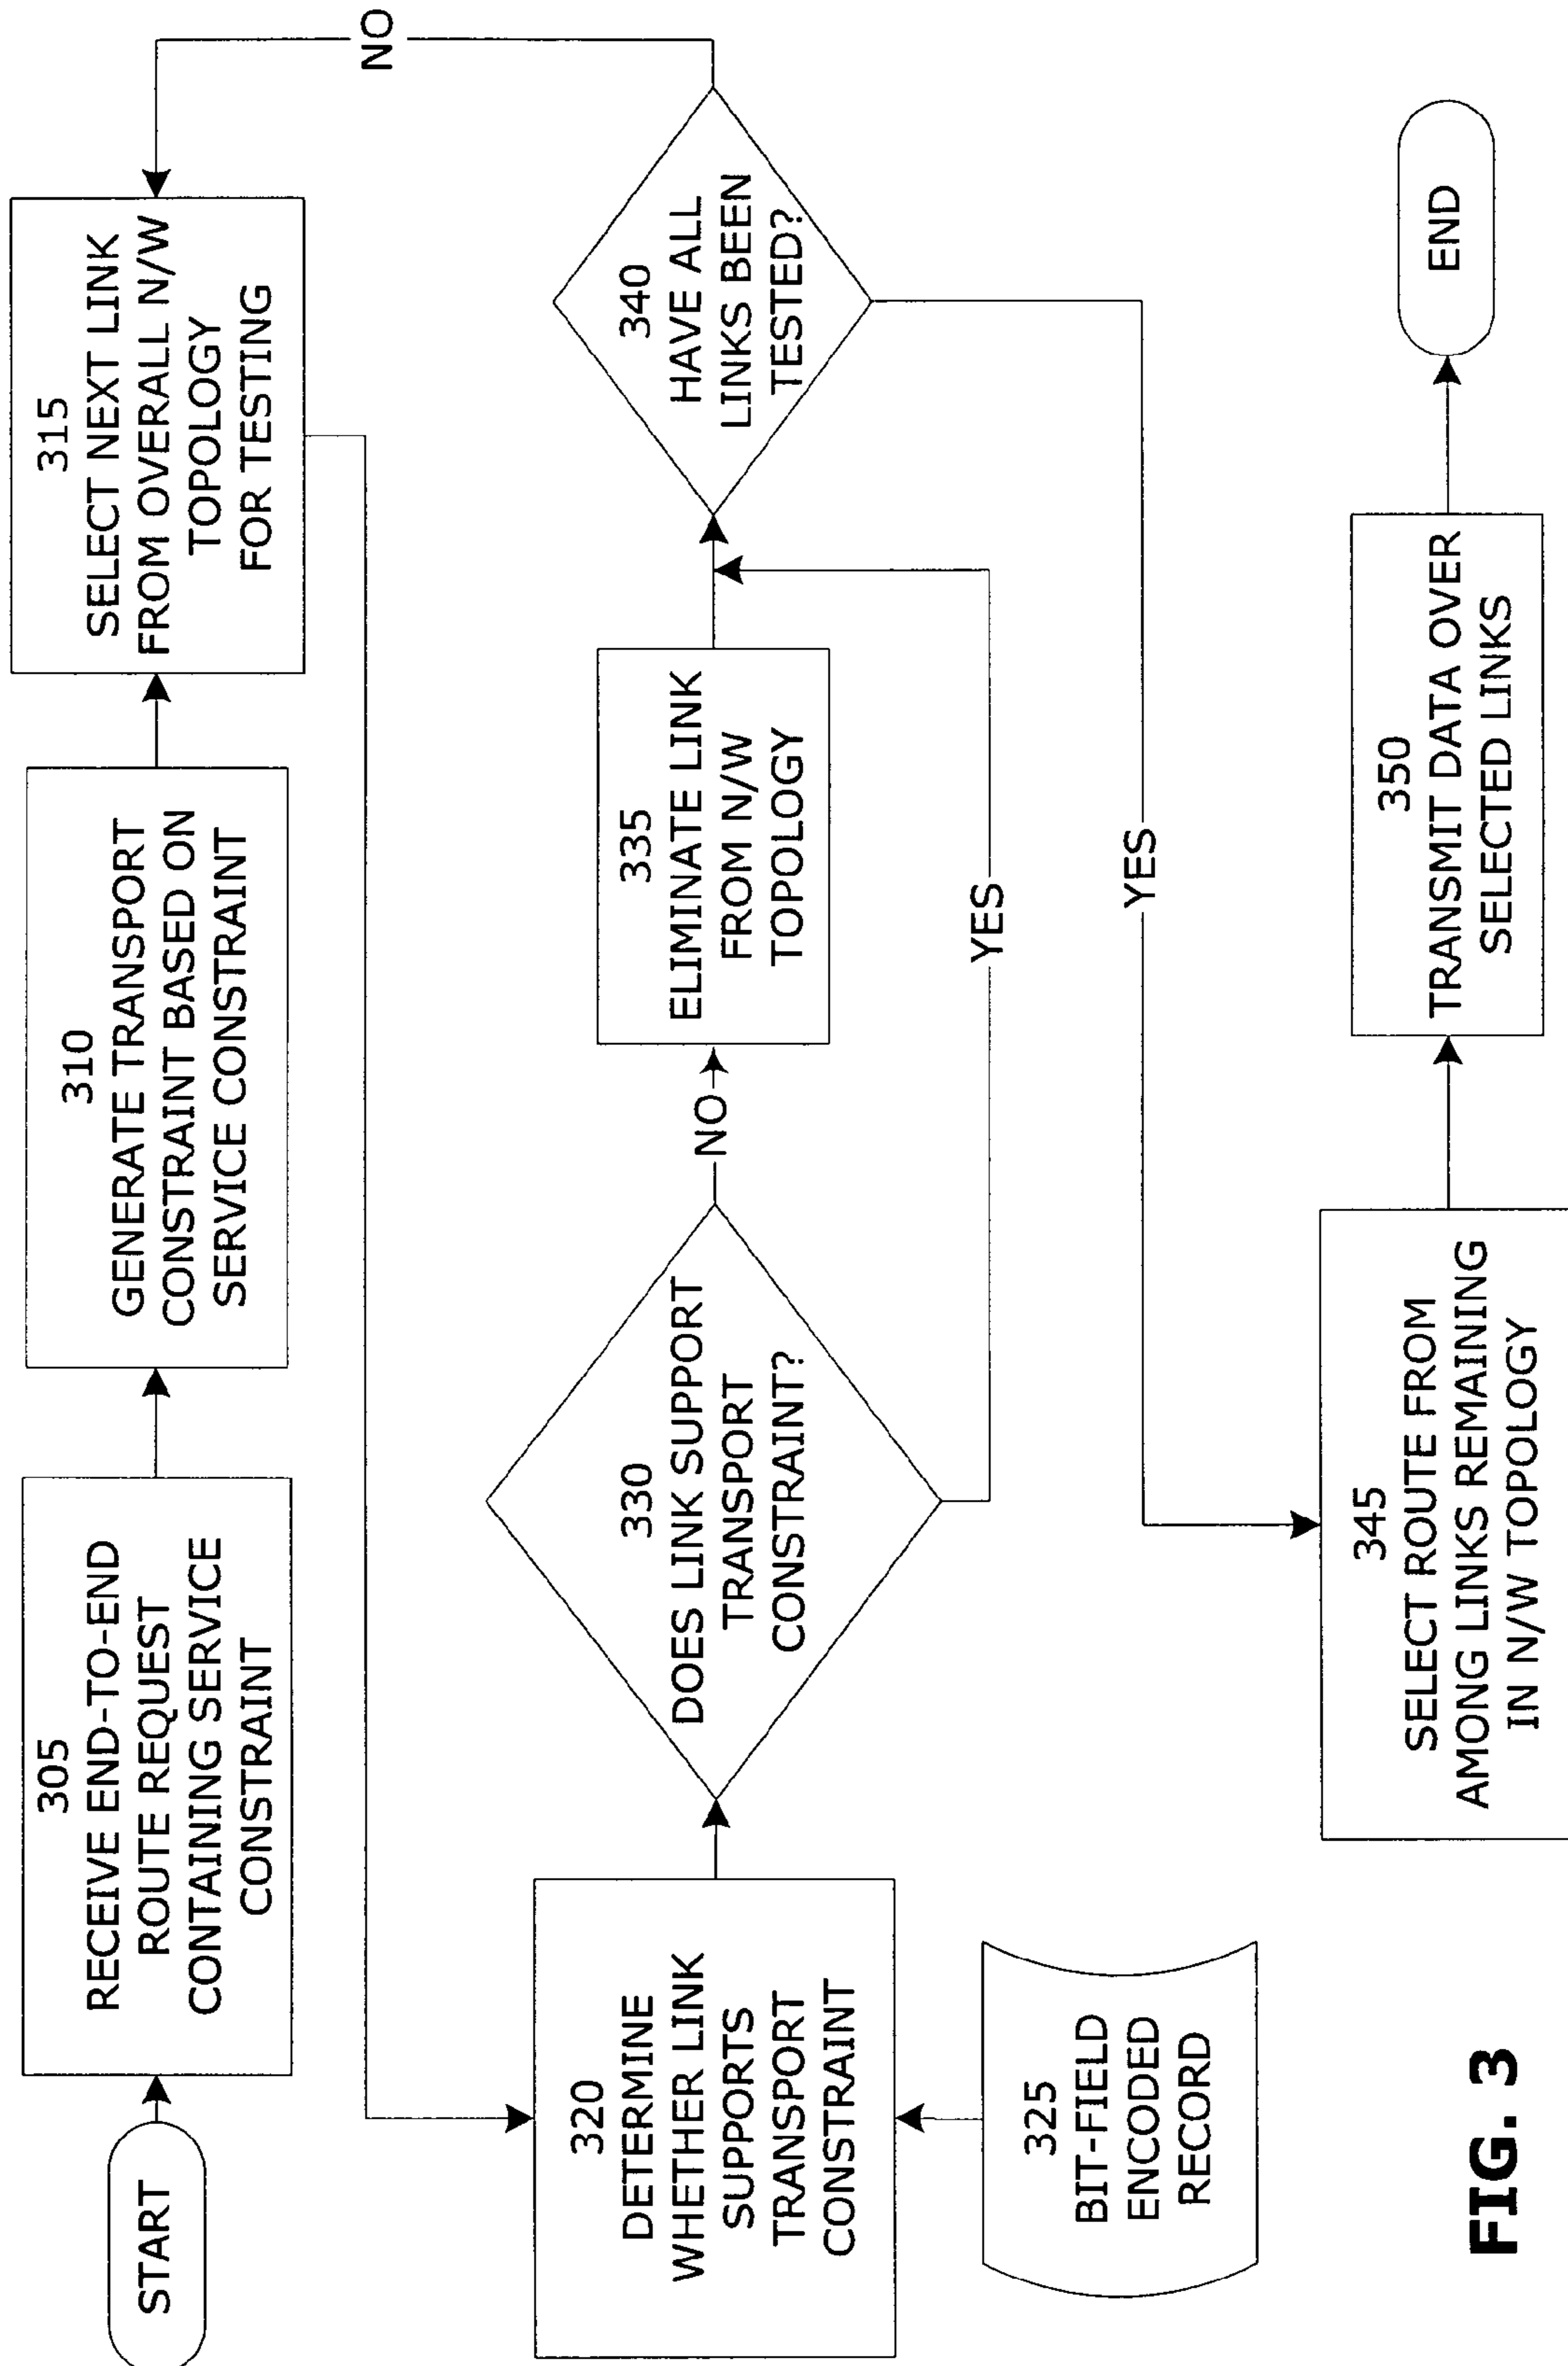 START
305
RECEIVE END-TO-END
ROUTE REQUEST
CONTAINING SERVICE
CONSTRAINT
310
GENERATE TRANSPORT
CONSTRAINT BASED ON
SERVICE CONSTRAINT
315
SELECT NEXT LINK
FROM OVERALL N/W
TOPOLOGY
FOR TESTING
320
DETERMINE
WHETHER LINK
SUPPORTS
TRANSPORT
CONSTRAINT
325
BIT-FIELD
ENCODED
RECORD
330
DOES LINK SUPPORT
TRANSPORT
CONSTRAINT?
NO
335
ELIMINATE LINK
FROM N/W
TOPOLOGY
YES
340
HAVE ALL
LINKS BEEN
TESTED?
NO
YES
345
SELECT ROUTE FROM
AMONG LINKS REMAINING
IN N/W TOPOLOGY
350
TRANSMIT DATA OVER
SELECTED LINKS
END
FIG. 3